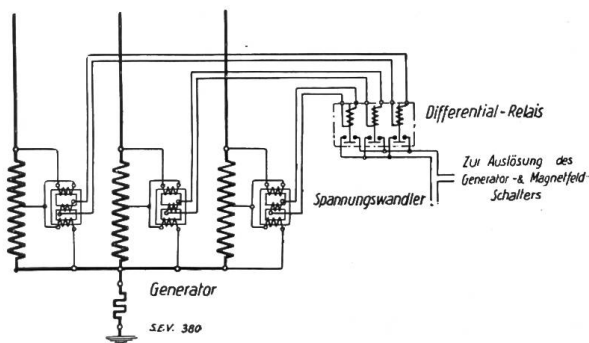 Differential-Relais
Zur Auslösung des
Generator-& Magnetfeld-
Schalters
Spannungswandler
Generator
S.E.V. 380